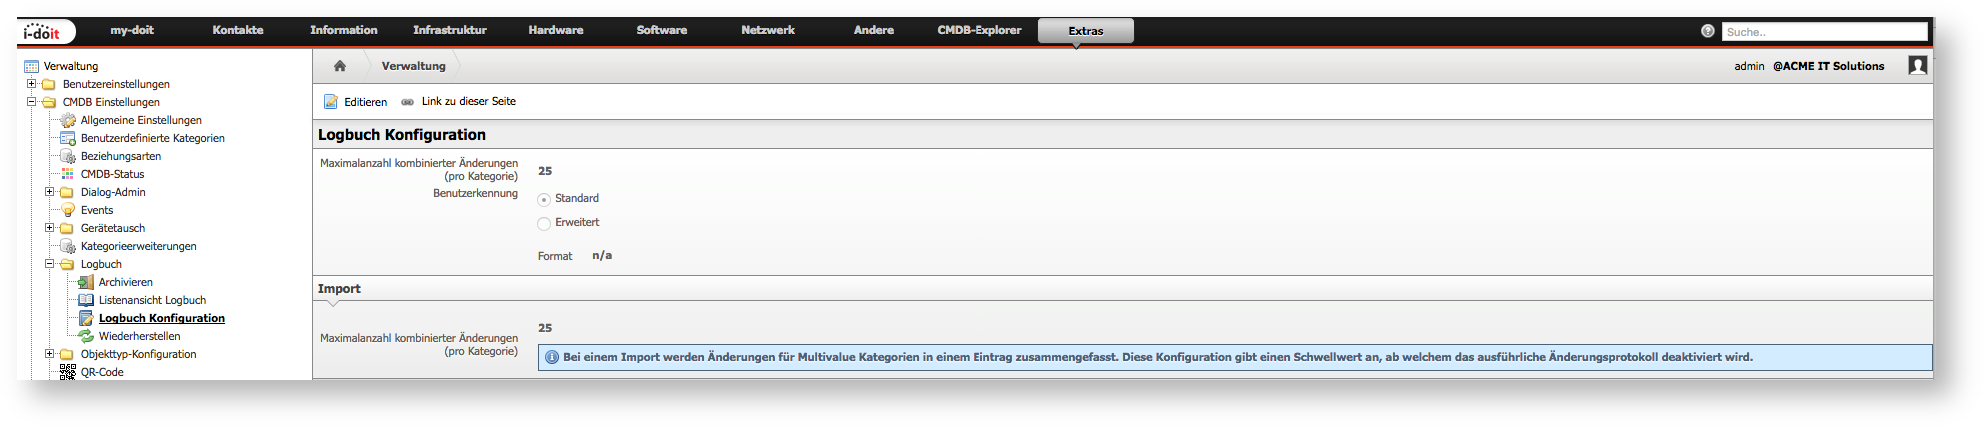 i-doit my-doit Kontakte Information Infrastruktur Hardware Software Netzwerk Andere CMDB-Explorer Extras Suche..
Verwaltung
Benutzereinstellungen
CMDB Einstellungen
Allgemeine Einstellungen
Benutzerdefinierte Kategorien
Beziehungsarten
CMDB-Status
Dialog-Admin
Events
Gerätetausch
Kategorieerweiterungen
Logbuch
Archivieren
Listenansicht Logbuch
Logbuch Konfiguration
Wiederherstellen
Objekttyp-Konfiguration
QR-Code
Verwaltung admin @ACME IT Solutions
Editieren Link zu dieser Seite
Logbuch Konfiguration
Maximalanzahl kombinierter Änderungen
(pro Kategorie) 25
Benutzerkennung Standard
Erweitert
Format n/a
Import
25
Maximalanzahl kombinierter Änderungen
(pro Kategorie)
Bei einem Import werden Änderungen für Multivalue Kategorien in einem Eintrag zusammengefasst. Diese Konfiguration gibt einen Schwellwert an, ab welchem das ausführliche Änderungsprotokoll deaktiviert wird.